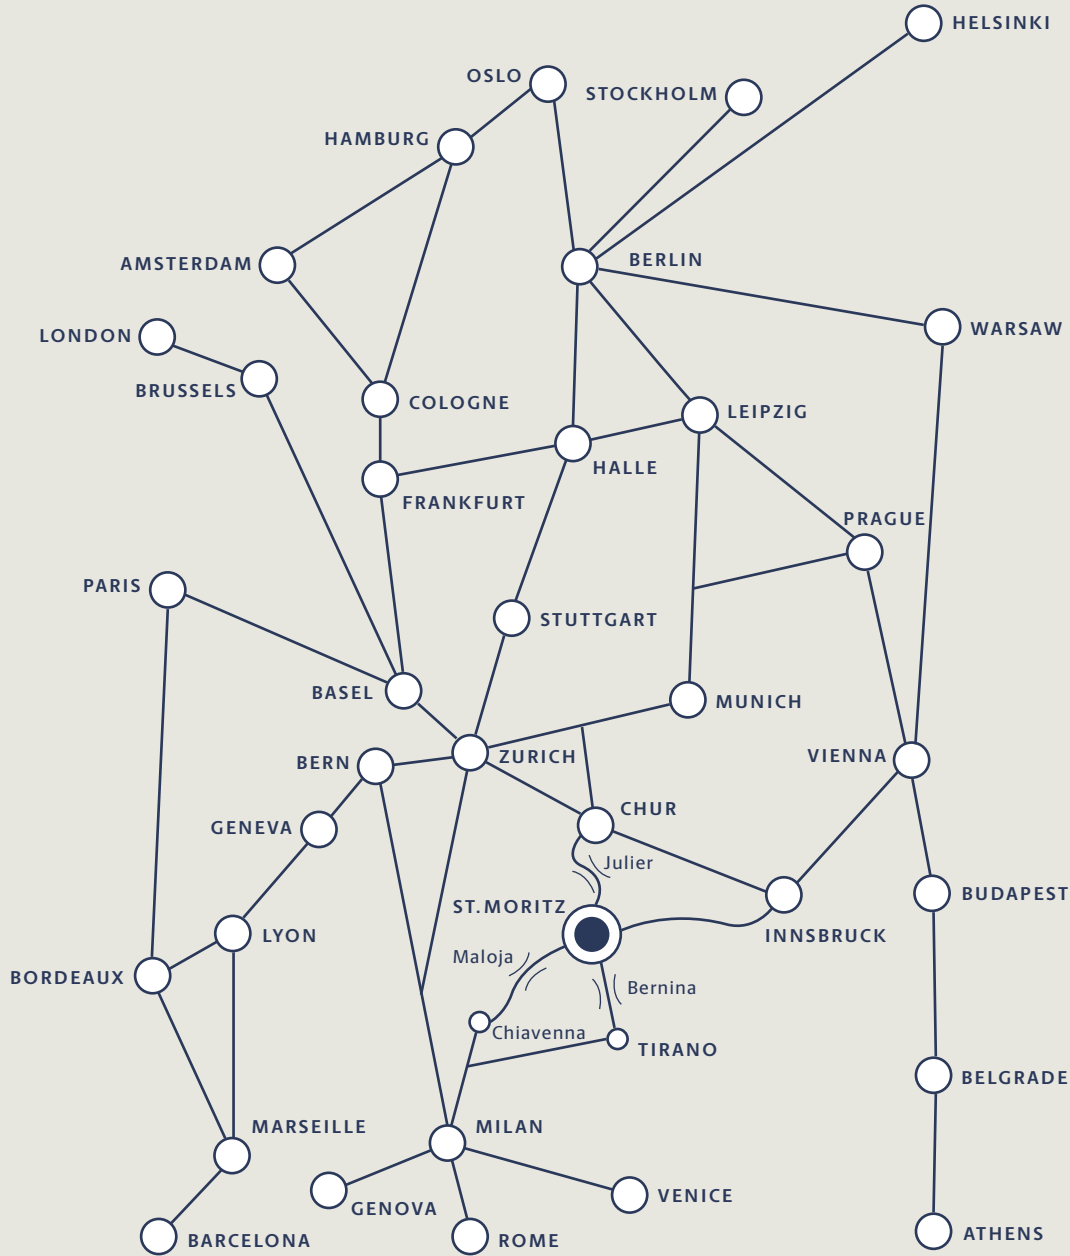 HELSINKI
OSLO
STOCKHOLM
HAMBURG
BERLIN
AMSTERDAM
WARSAW
LONDON
BRUSSELS
COLOGNE
LEIPZIG
HALLE
FRANKFURT
PRAGUE
PARIS
STUTTGART
BASEL
MUNICH
ZURICH
VIENNA
BERN
CHUR
GENEVA
Julier
BUDAPEST
ST.MORITZ
LYON
INNSBRUCK
Maloja
BORDEAUX
Bernina
Chiavenna
TIRANO
BELGRADE
MARSEILLE
MILAN
VENICE
GENOVA
ATHENS
BARCELONA
ROME